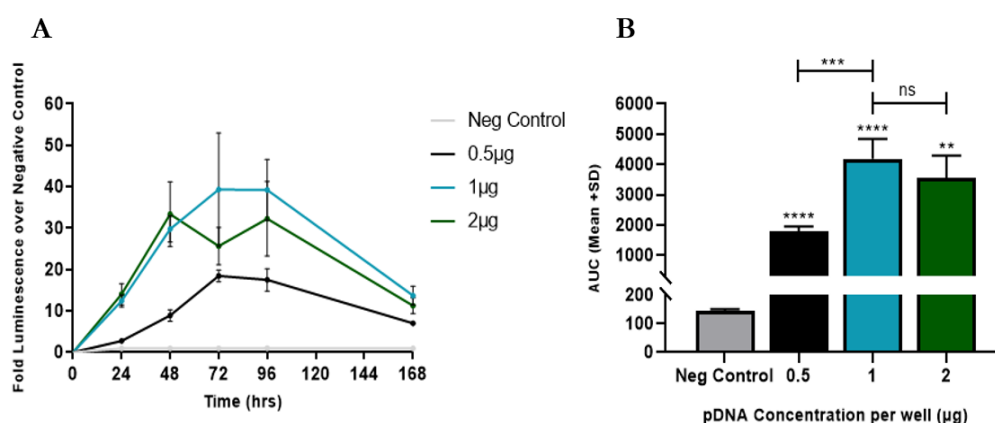 A
Fold Luminescence over Negative Control
60
50
40
30
20
10
0
0 24 48 72 96 120 144 168
Time (hrs)
Neg Control
0.5µg
1µg
2µg
B
AUC (Mean +SD)
6000
5000
4000
3000
2000
1000
200
100
0
***
ns
****
****
**
Neg Control 0.5 1 2
pDNA Concentration per well (µg)